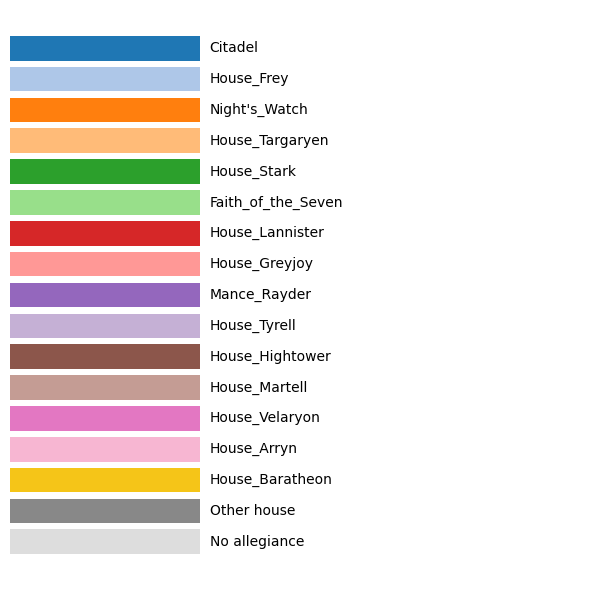 Citadel
House_Frey
Night's_Watch
House_Targaryen
House_Stark
Faith_of_the_Seven
House_Lannister
House_Greyjoy
Mance_Rayder
House_Tyrell
House_Hightower
House_Martell
House_Velaryon
House_Arryn
House_Baratheon
Other house
No allegiance